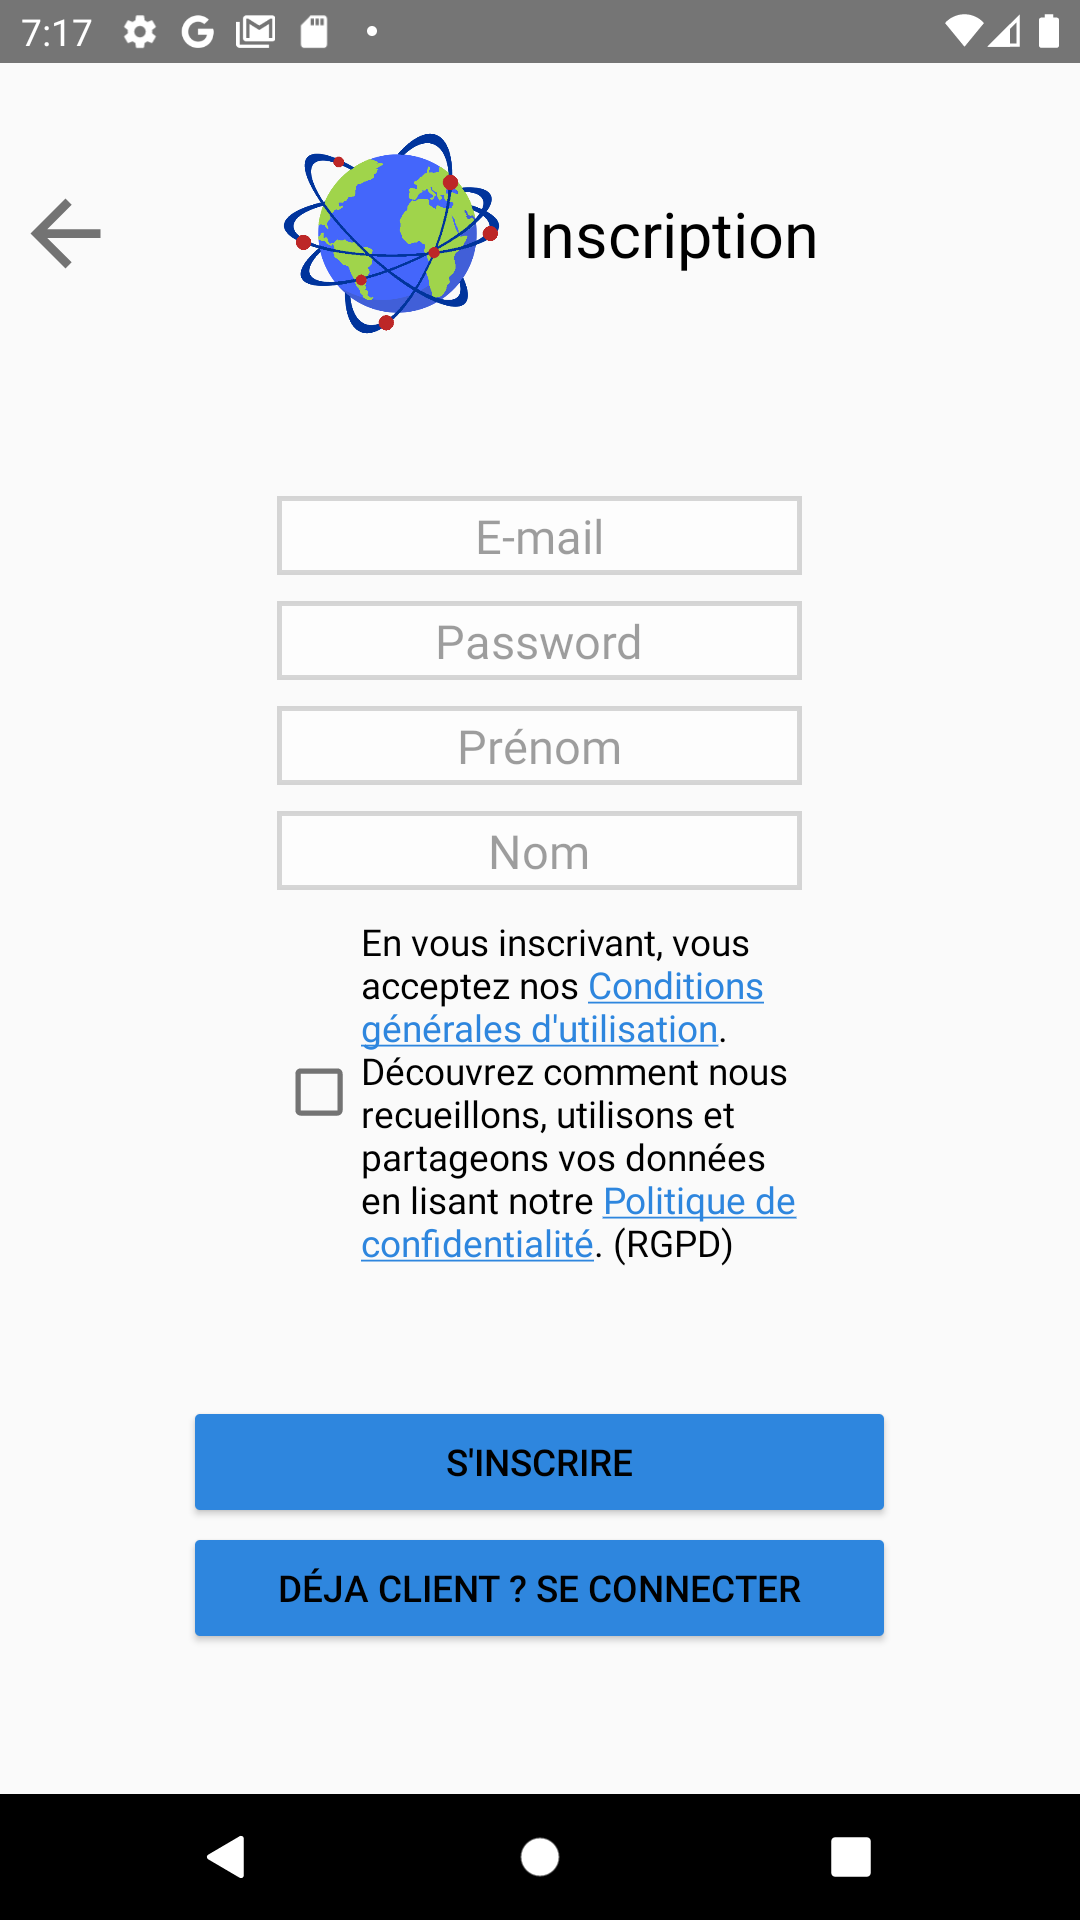 7:17
Inscription
E-mail
Password
Prénom
Nom
En vous inscrivant, vous
acceptez nos Conditions
générales d'utilisation.
Découvrez comment nous
recueillons, utilisons et
partageons vos données
en lisant notre Politique de
confidentialité. (RGPD)
S'INSCRIRE
DÉJA CLIENT ? SE CONNECTER